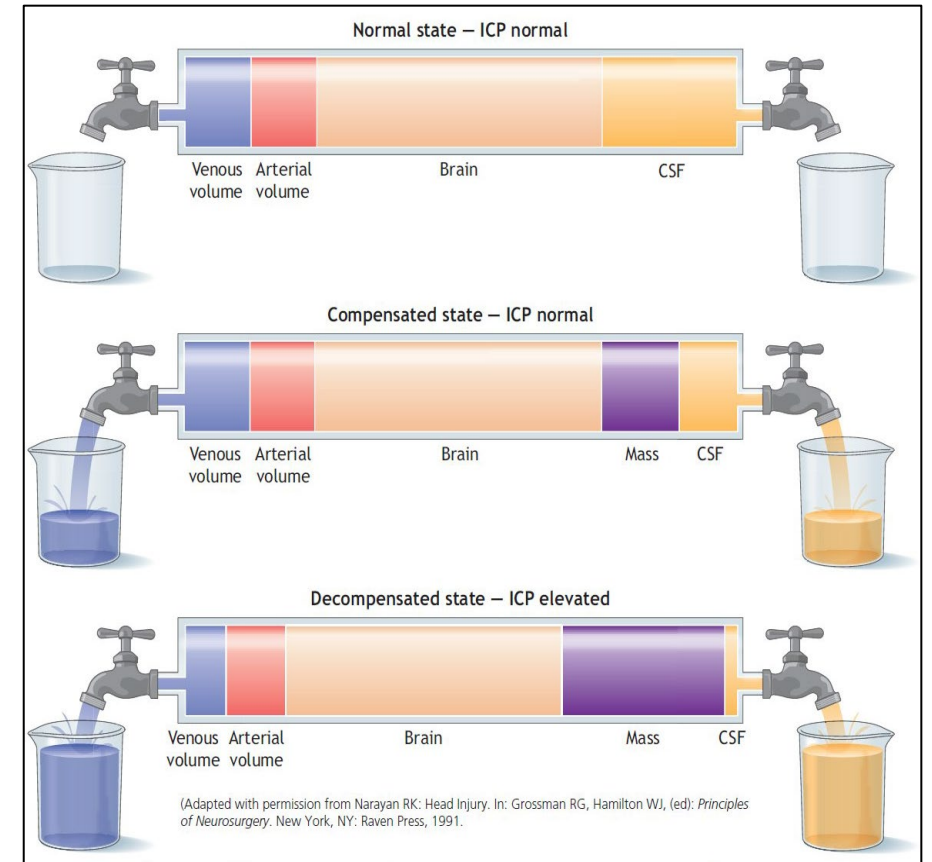 Normal state – ICP normal
Venous volume
Arterial volume
Brain
CSF
Compensated state – ICP normal
Venous volume
Arterial volume
Brain
Mass
CSF
Decompensated state – ICP elevated
Venous volume
Arterial volume
Brain
Mass
CSF
(Adapted with permission from Narayan RK: Head Injury. In: Grossman RG, Hamilton WJ, (ed): Principles
of Neurosurgery. New York, NY: Raven Press, 1991.